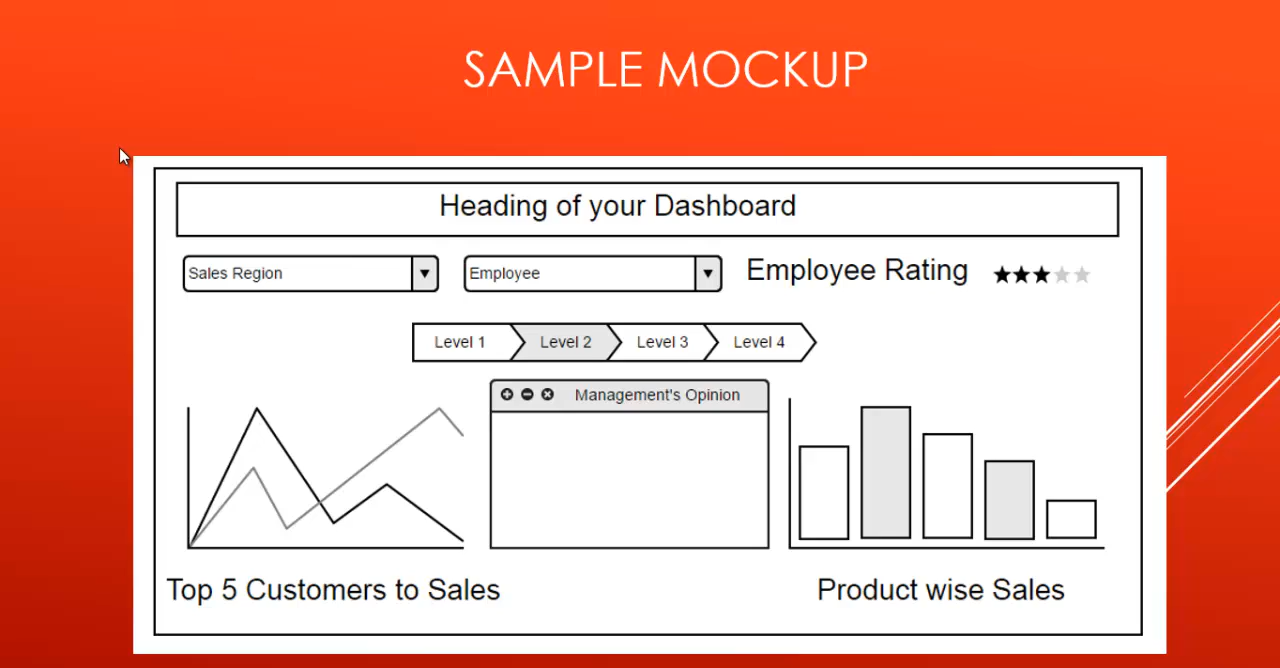 SAMPLE MOCKUP
Heading of your Dashboard
Sales Region
Employee
Employee Rating
Level 1
Level 2
Level 3
Level 4
Management's Opinion
Top 5 Customers to Sales
Product wise Sales